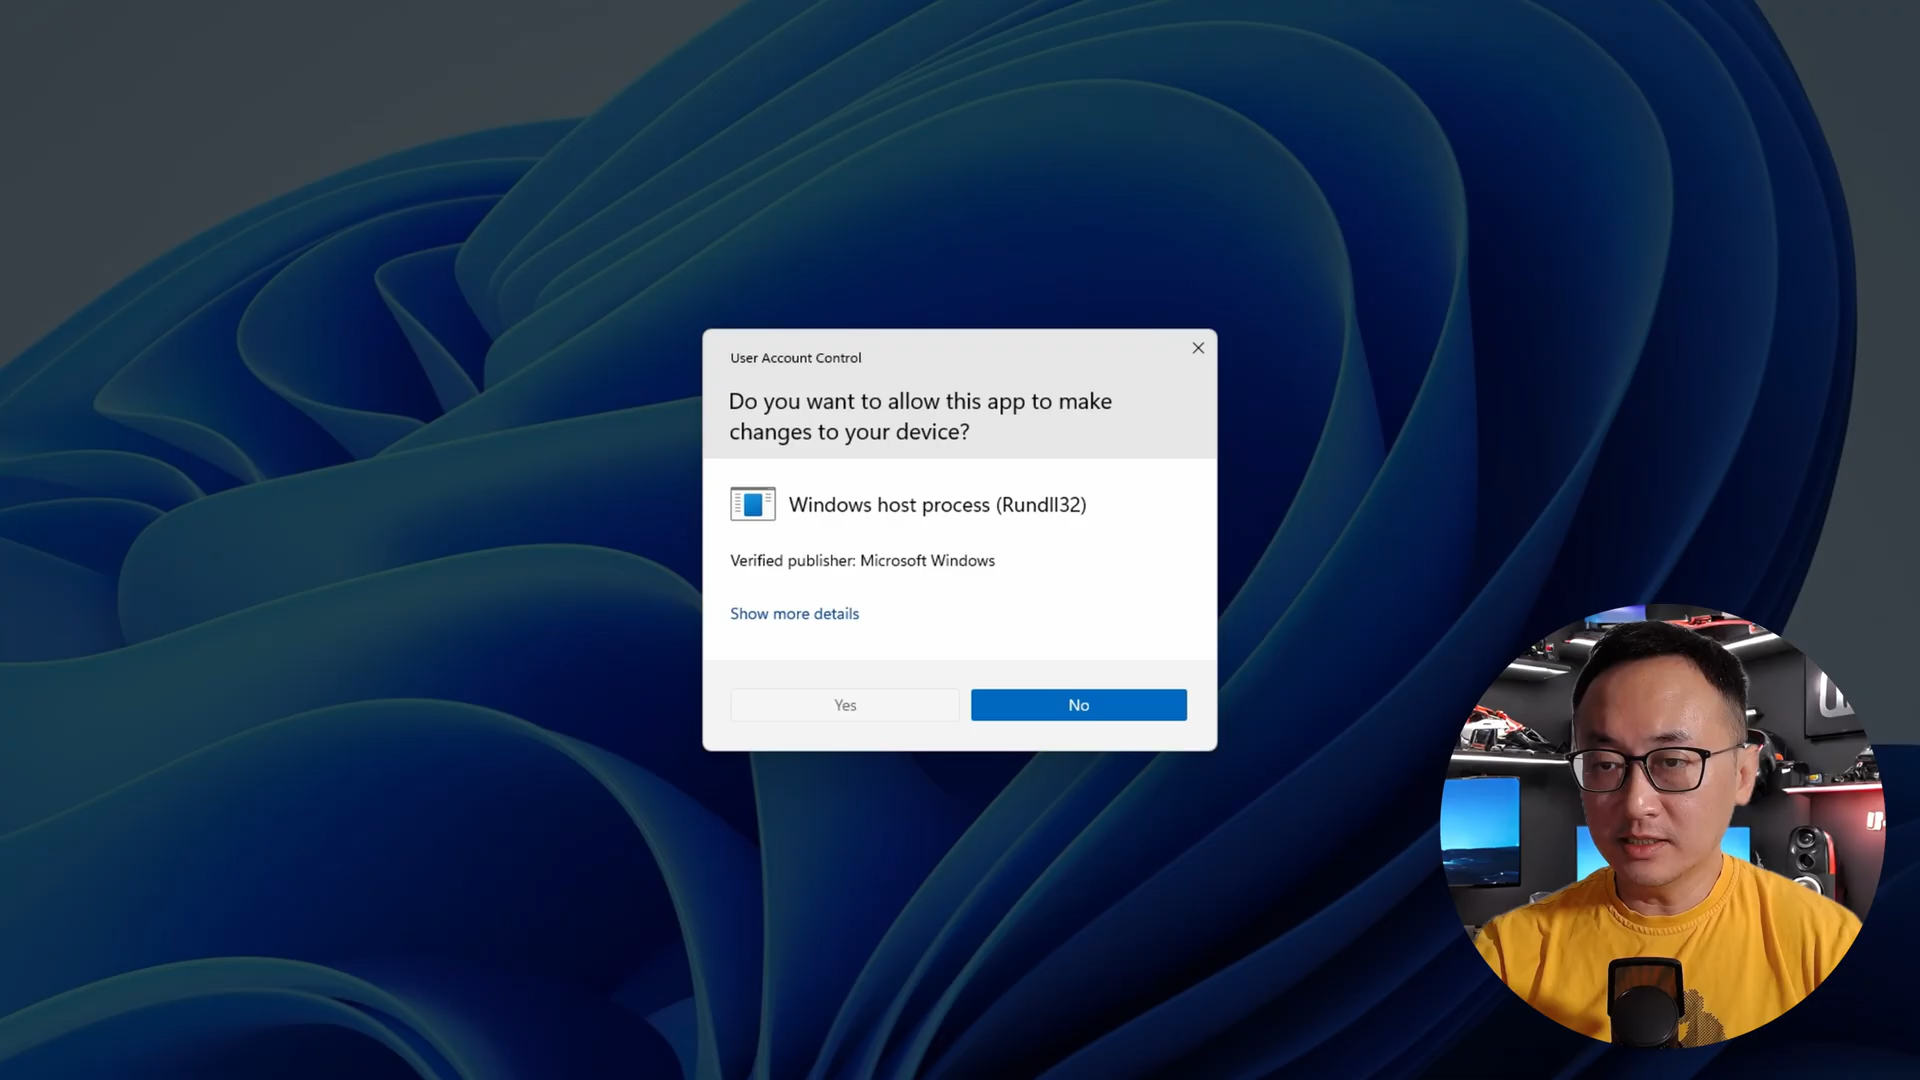 User Account Control
Do you want to allow this app to make
changes to your device?
Windows host process (Rundll32)
Verified publisher: Microsoft Windows
Show more details
Yes
No